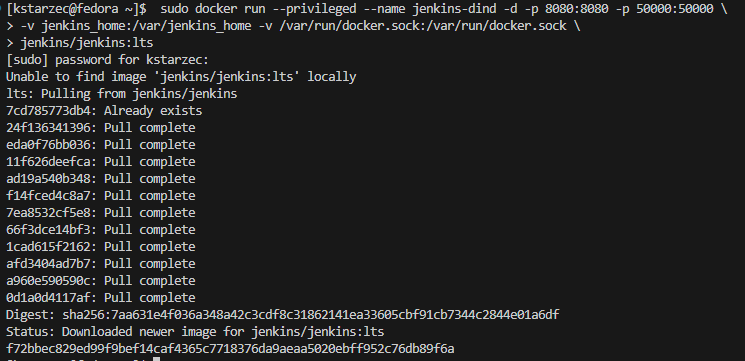 [kstarzec@fedora ~]$  sudo docker run --privileged --name jenkins-dind -d -p 8080:8080 -p 50000:50000 \
> -v jenkins_home:/var/jenkins_home -v /var/run/docker.sock:/var/run/docker.sock \
> jenkins/jenkins:lts
[sudo] password for kstarzec:
Unable to find image 'jenkins/jenkins:lts' locally
lts: Pulling from jenkins/jenkins
7cd785773db4: Already exists
24f136341396: Pull complete
eda0f76bb036: Pull complete
11f626deefca: Pull complete
ad19a540b348: Pull complete
f14fced4c8a7: Pull complete
7ea8532cf5e8: Pull complete
66f3dce14bf3: Pull complete
1cad615f2162: Pull complete
afd3404ad7b7: Pull complete
a960e590590c: Pull complete
0d1a0d4117af: Pull complete
Digest: sha256:7aa631e4f036a348a42c3cdf8c31862141ea33605cbf91cb7344c2844e01a6df
Status: Downloaded newer image for jenkins/jenkins:lts
f72bbec829ed99f9bef14caf4365c7718376da9aeaa5020ebff952c76db89f6a